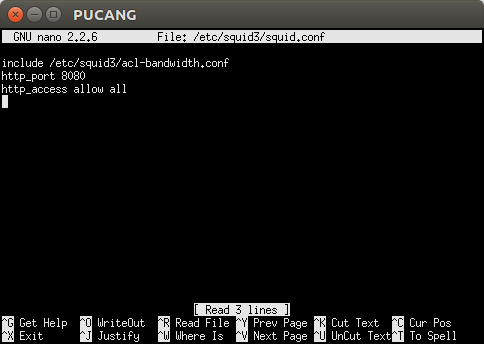 PUCANG
GNU nano 2.2.6 File: /etc/squid3/squid.conf
include /etc/squid3/acl-bandwidth.conf
http_port 8080
http_access allow all
[ Read 3 lines ]
^G Get Help ^O WriteOut ^R Read File ^Y Prev Page ^K Cut Text ^C Cur Pos
^X Exit ^J Justify ^W Where Is ^V Next Page ^U UnCut Text ^T To Spell